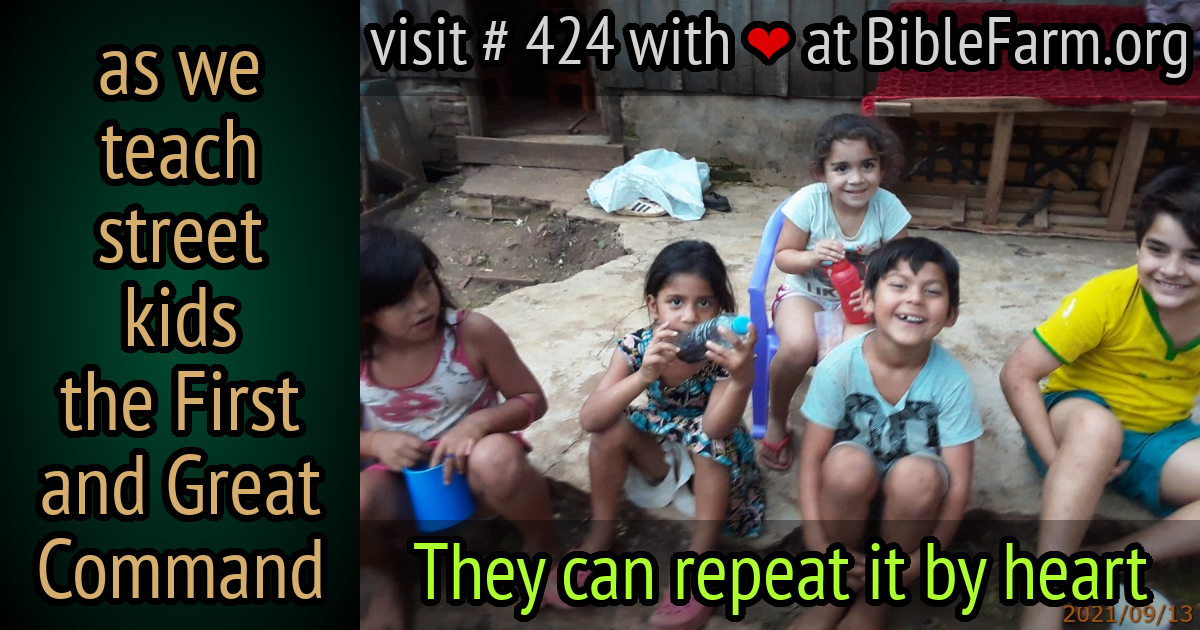 as we
teach
street
kids
the First
and Great
Command
visit # 424 with ❤ at BibleFarm.org
They can repeat it by heart
2021/09/13